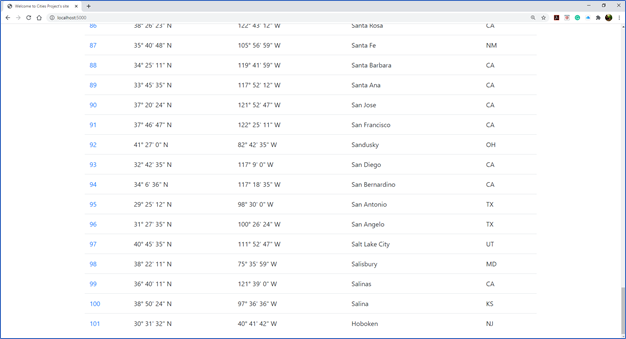 Welcome to Cities Project's site
localhost:5000
86 38° 26' 23" N 122° 43' 12" W Santa Rosa CA
87 35° 40' 48" N 105° 56' 59" W Santa Fe NM
88 34° 25' 11" N 119° 41' 59" W Santa Barbara CA
89 33° 45' 35" N 117° 52' 12" W Santa Ana CA
90 37° 20' 24" N 121° 52' 47" W San Jose CA
91 37° 46' 47" N 122° 25' 11" W San Francisco CA
92 41° 27' 0" N 82° 42' 35" W Sandusky OH
93 32° 42' 35" N 117° 9' 0" W San Diego CA
94 34° 6' 36" N 117° 18' 35" W San Bernardino CA
95 29° 25' 12" N 98° 30' 0" W San Antonio TX
96 31° 27' 35" N 100° 26' 24" W San Angelo TX
97 40° 45' 35" N 111° 52' 47" W Salt Lake City UT
98 38° 22' 11" N 75° 35' 59" W Salisbury MD
99 36° 40' 11" N 121° 39' 0" W Salinas CA
100 38° 50' 24" N 97° 36' 36" W Salina KS
101 30° 31' 32" N 40° 41' 42" W Hoboken NJ